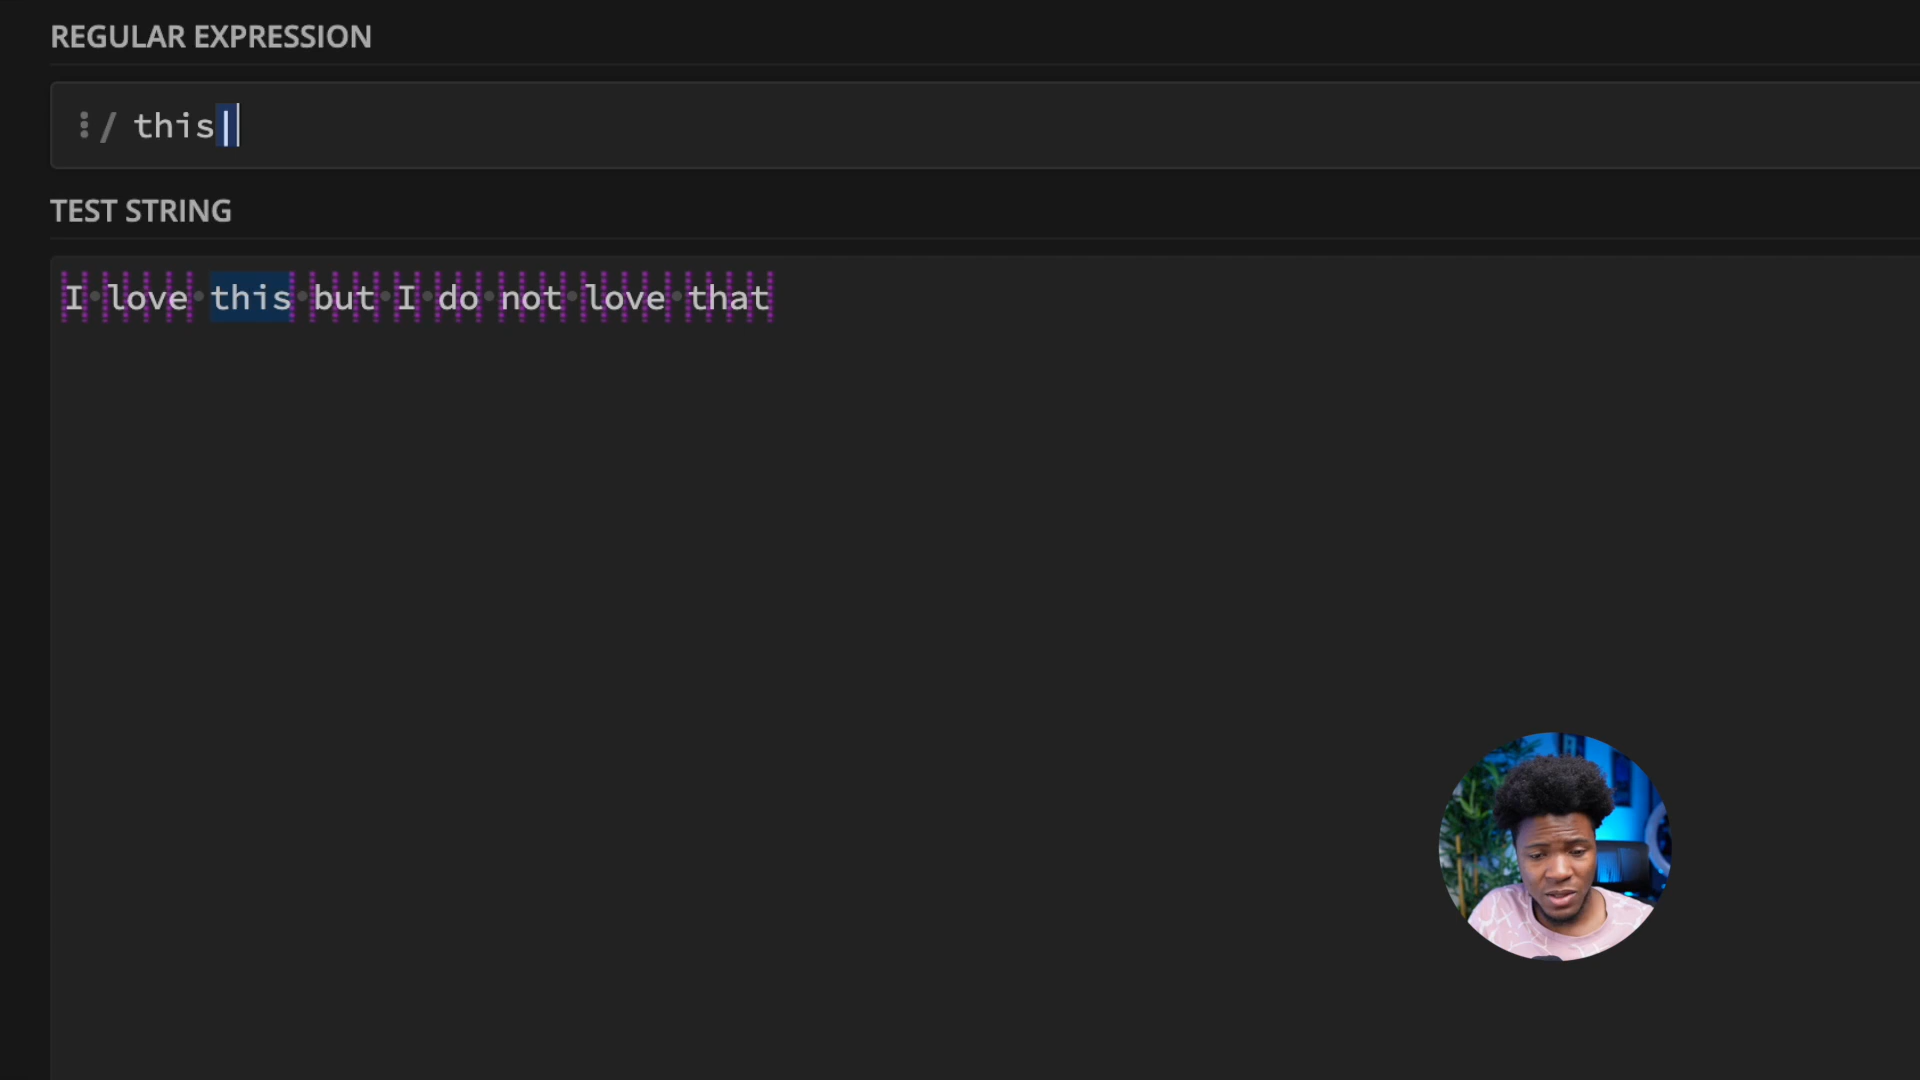 REGULAR EXPRESSION
/ this|
TEST STRING
I love this but I do not love that